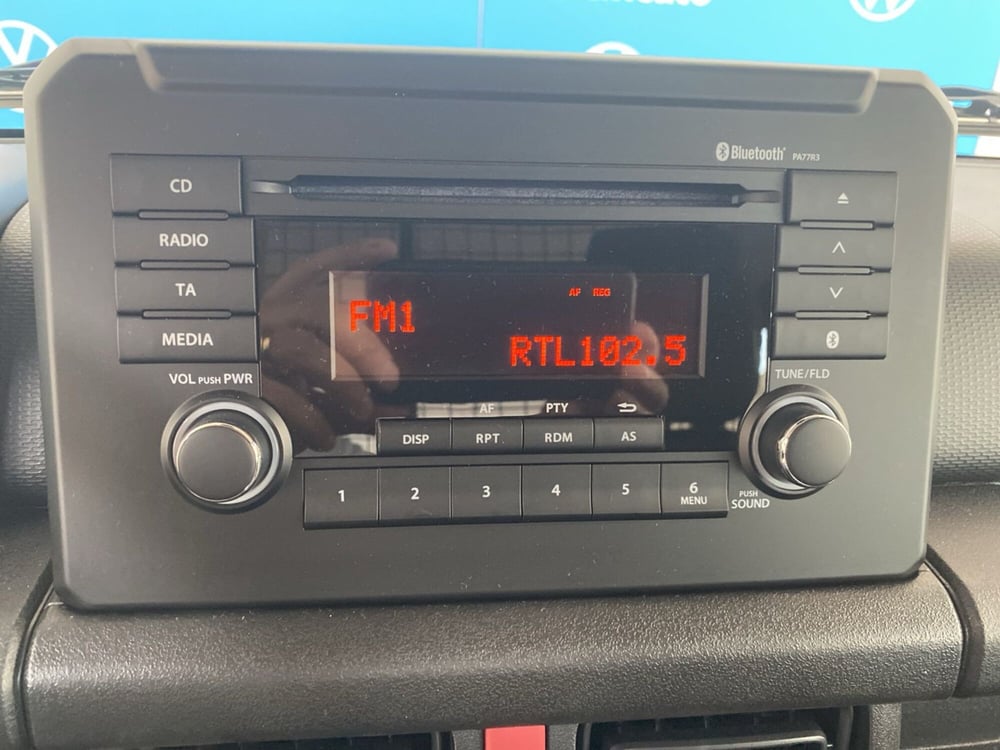 Bluetooth® PA77R3
CD
RADIO
TA
MEDIA
AF REG
FM1
RTL102.5
VOL PUSH PWR
TUNE/FLD
AF PTY
DISP RPT RDM AS
1 2 3 4 5 6
MENU
PUSH
SOUND